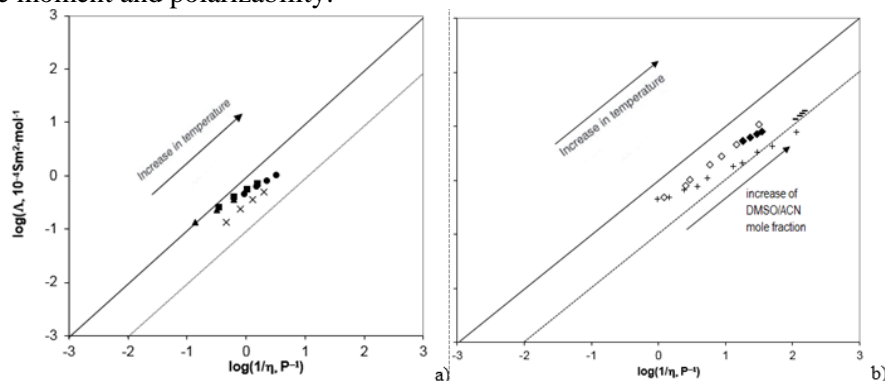 e moment and polarizability.
3
2
1
0
-1
-2
-3
log(Λ, 10⁻⁴Sm²·mol⁻¹)
Increase in temperature
-3
-2
-1
0
1
2
3
log(1/η, P⁻¹)
a)
Increase in temperature
increase of
DMSO/ACN
mole fraction
-3
-2
-1
0
1
2
3
log(1/η, P⁻¹)
b)